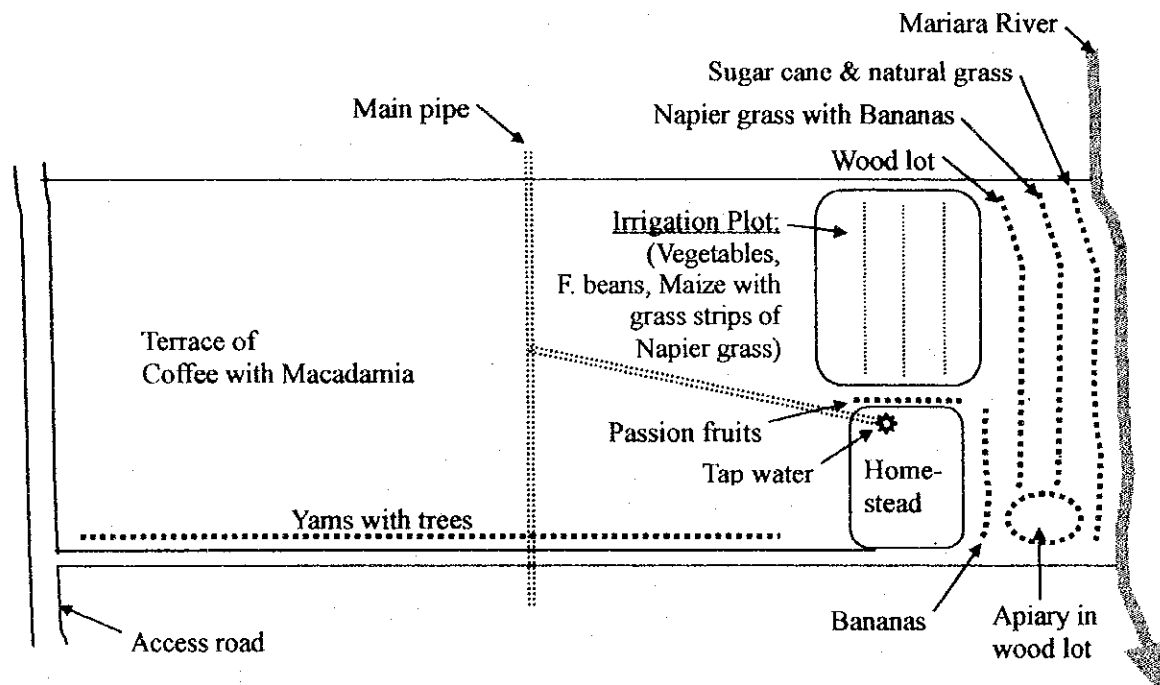 Mariara River
Sugar cane & natural grass
Main pipe
Napier grass with Bananas
Wood lot
Irrigation Plot:
(Vegetables,
F. beans, Maize with
grass strips of
Napier grass)
Terrace of
Coffee with Macadamia
Passion fruits
Tap water
Home-
stead
Yams with trees
Bananas
Apiary in
wood lot
Access road